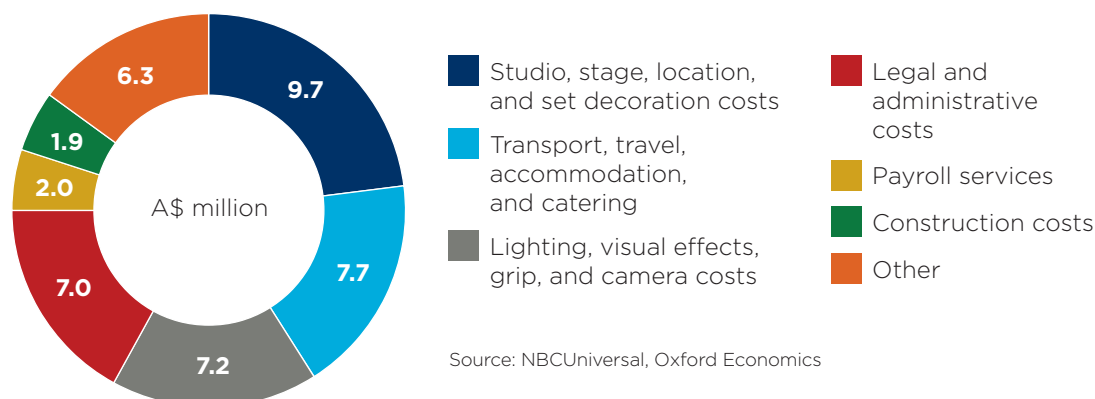 6.3
9.7
1.9
2.0
A$ million
7.0
7.7
7.2
Studio, stage, location,
and set decoration costs
Transport, travel,
accommodation,
and catering
Lighting, visual effects,
grip, and camera costs
Legal and
administrative
costs
Payroll services
Construction costs
Other
Source: NBCUniversal, Oxford Economics